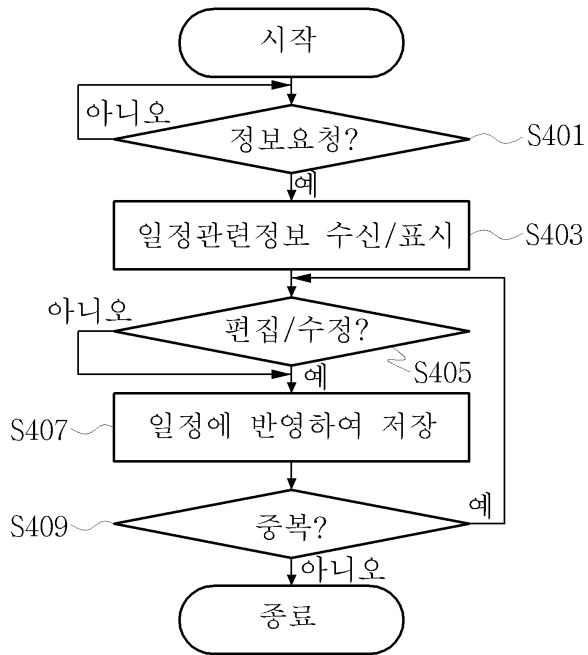 시작
아니오
정보요청?
S401
예
일정관련정보 수신/표시
S403
아니오
편집/수정?
S405
예
S407
일정에 반영하여 저장
S409
중복?
예
아니오
종료